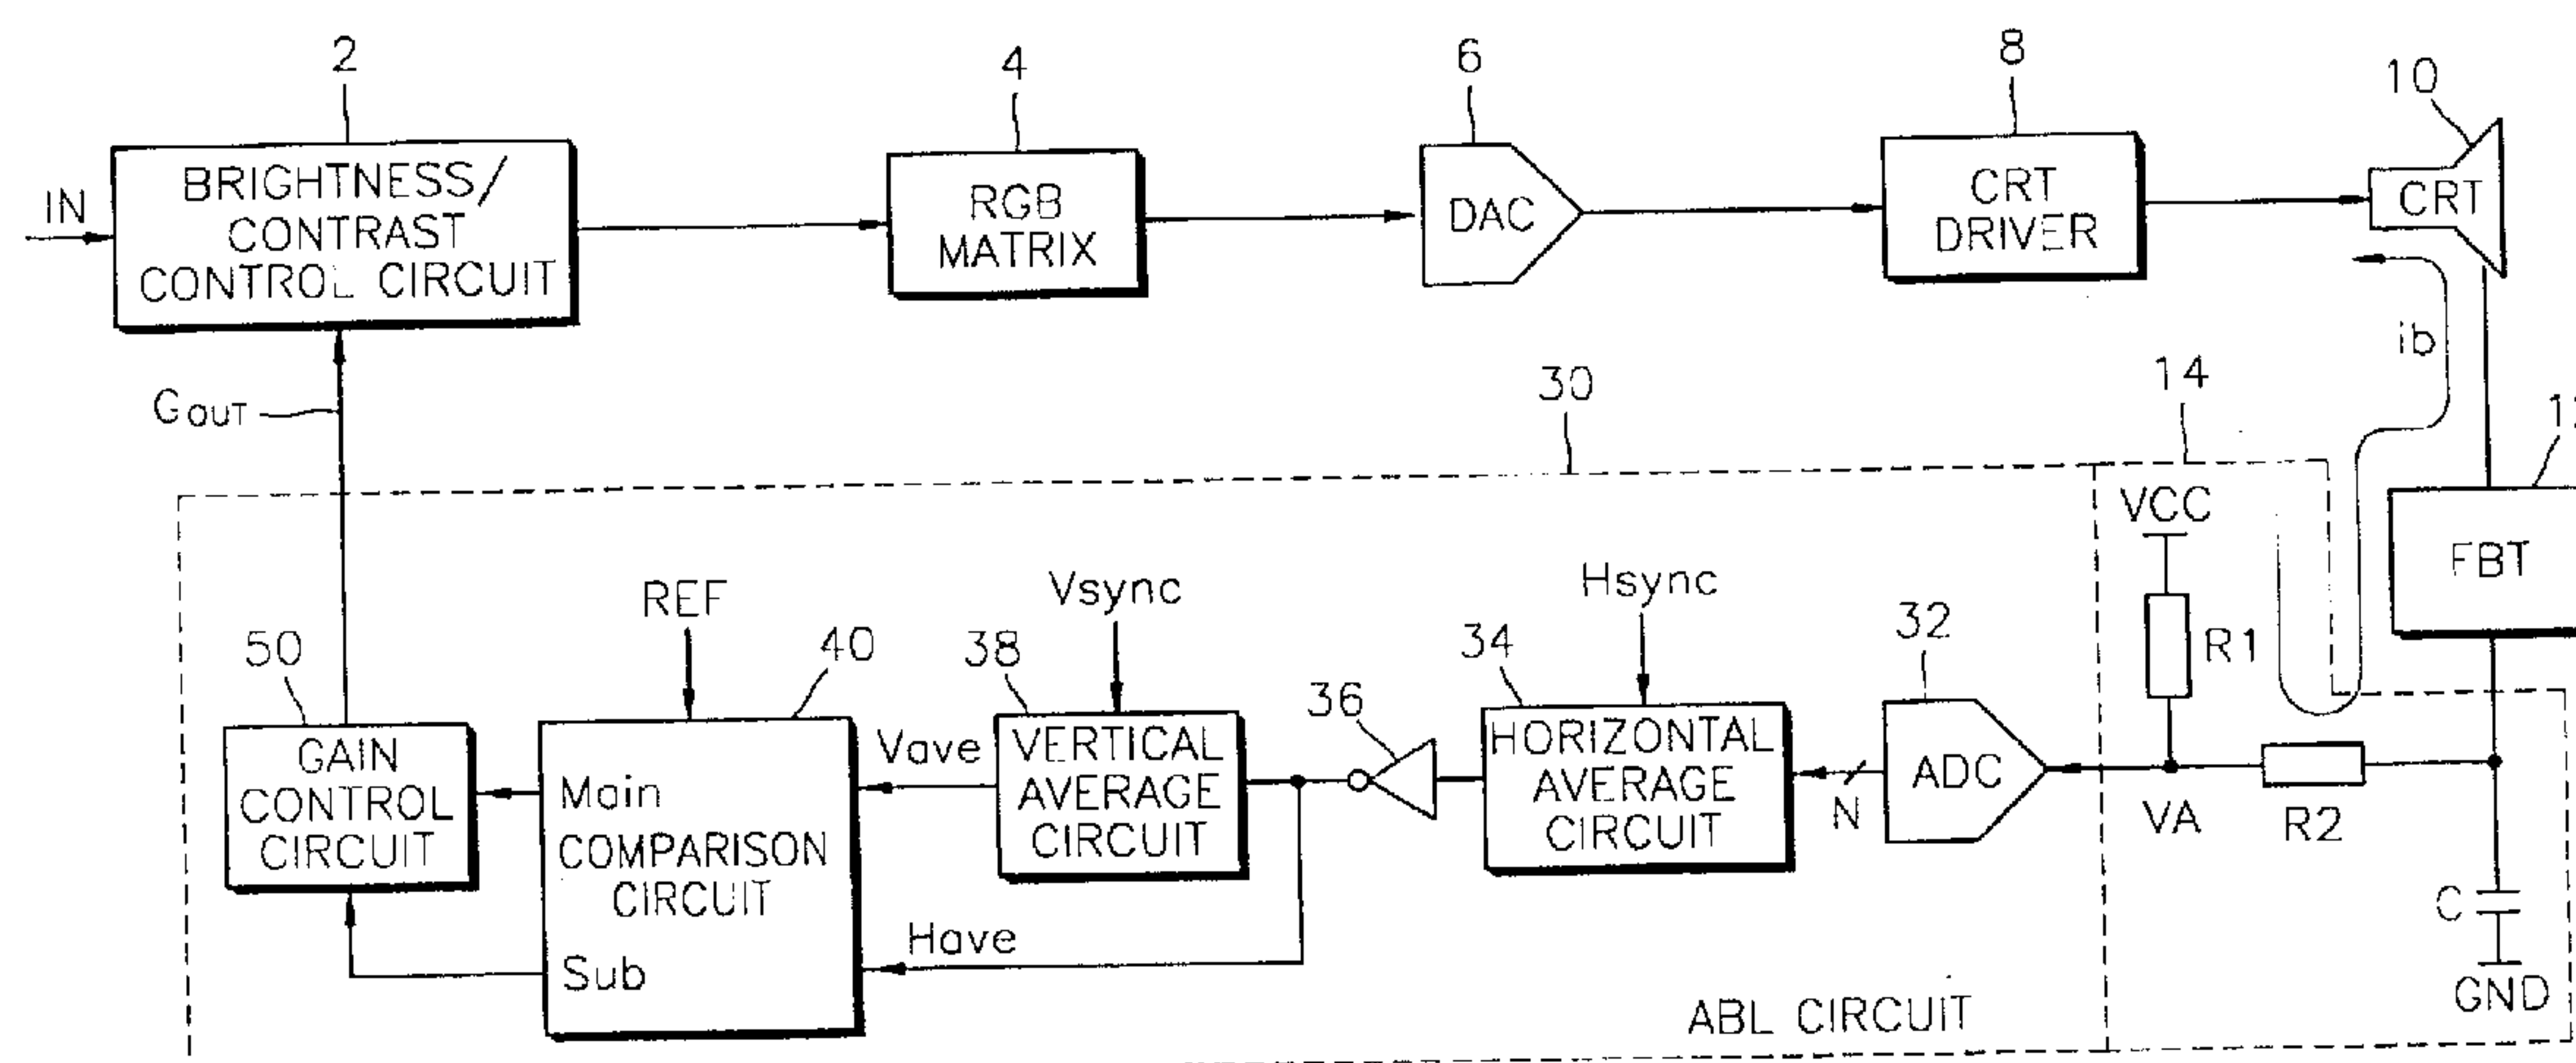 2
4
6
8
10
IN
BRIGHTNESS/
CONTRAST
CONTROL CIRCUIT
RGB
MATRIX
DAC
CRT
DRIVER
CRT
ib
GOUT
30
14
VCC
FBT
R1
REF
Vsync
Hsync
50
40
38
34
32
36
GAIN
CONTROL
CIRCUIT
Main
COMPARISON
CIRCUIT
Sub
Vave
Have
VERTICAL
AVERAGE
CIRCUIT
HORIZONTAL
AVERAGE
CIRCUIT
N
ADC
VA
R2
C
GND
ABL CIRCUIT